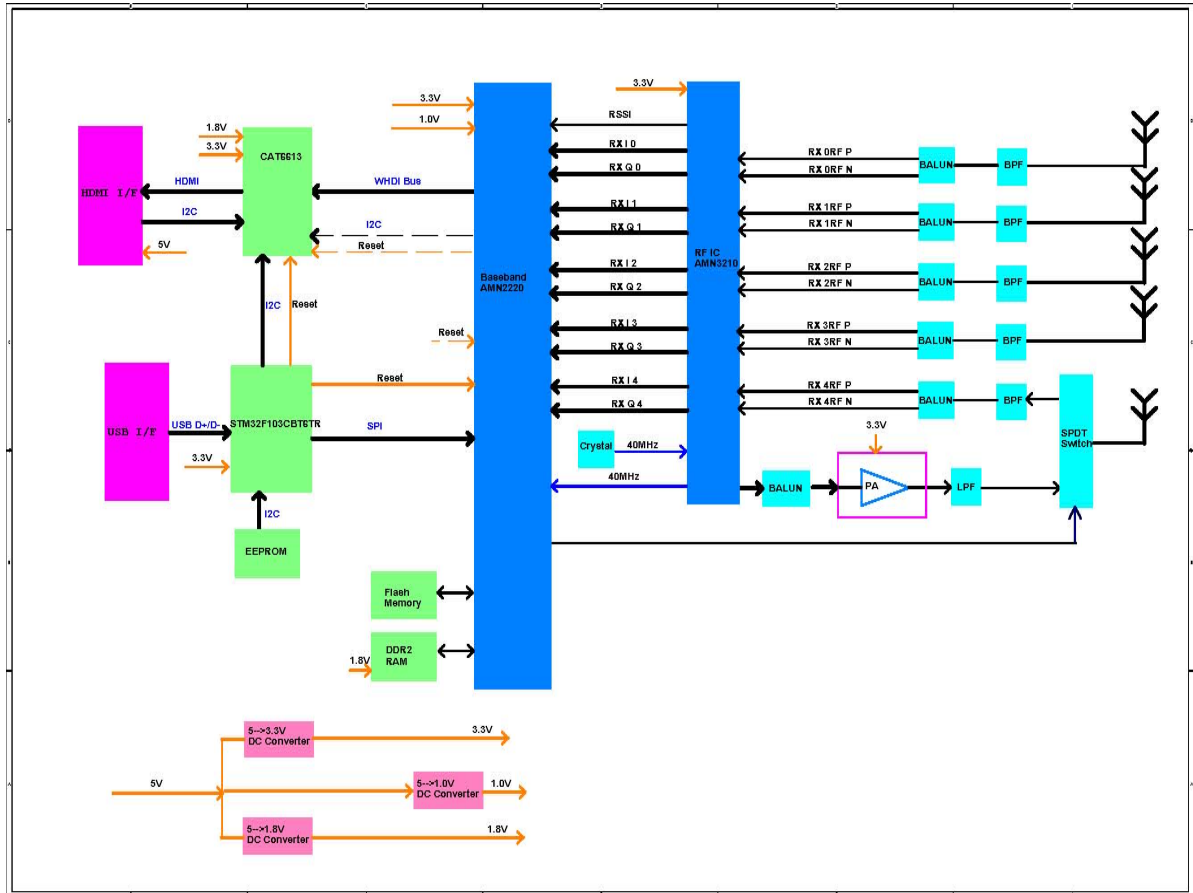 3.3V
1.0V
1.8V
3.3V
CAT6613
HDMI I/F
HDMI
I2C
5V
WHDI Bus
I2C
Reset
I2C
Reset
Baseband
AMN2220
Reset
Reset
USB I/F
USB D+/D-
STM32F103CBT6TR
3.3V
SPI
I2C
EEPROM
Flash
Memory
DDR2
RAM
1.8V
3.3V
RSSI
RX I 0
RX Q 0
RX I 1
RX Q 1
RX I 2
RX Q 2
RX I 3
RX Q 3
RX I 4
RX Q 4
Crystal
40MHz
40MHz
RF IC
AMN3210
RX 0RF P
RX 0RF N
BALUN
BPF
RX 1RF P
RX 1RF N
BALUN
BPF
RX 2RF P
RX 2RF N
BALUN
BPF
RX 3RF P
RX 3RF N
BALUN
BPF
RX 4RF P
RX 4RF N
BALUN
BPF
SPDT
Switch
3.3V
BALUN
PA
LPF
5-->3.3V
DC Converter
3.3V
5V
5-->1.0V
DC Converter
1.0V
5-->1.8V
DC Converter
1.8V